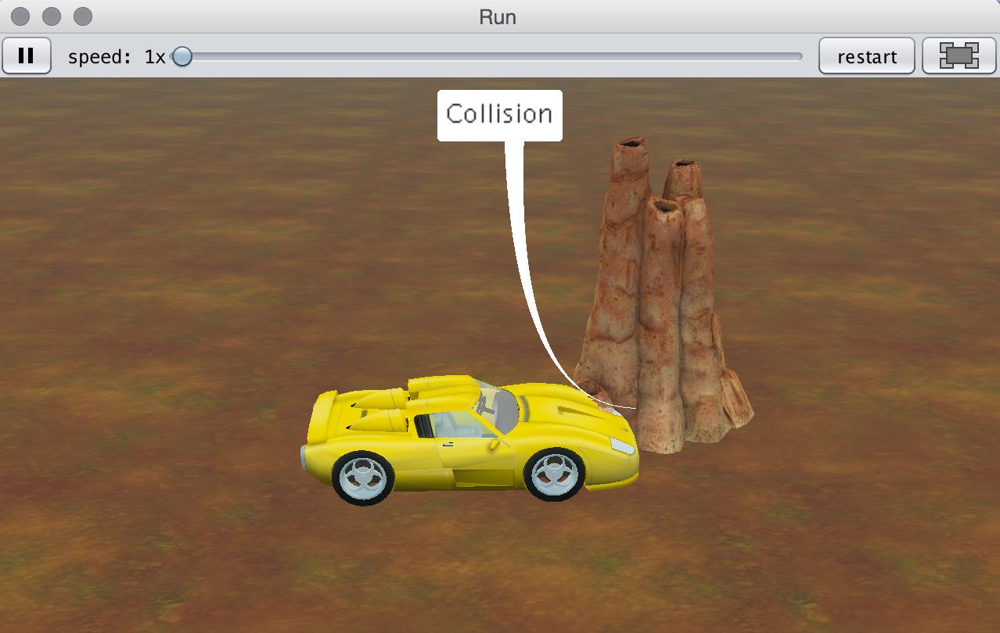 Run
speed: 1x
restart
Collision